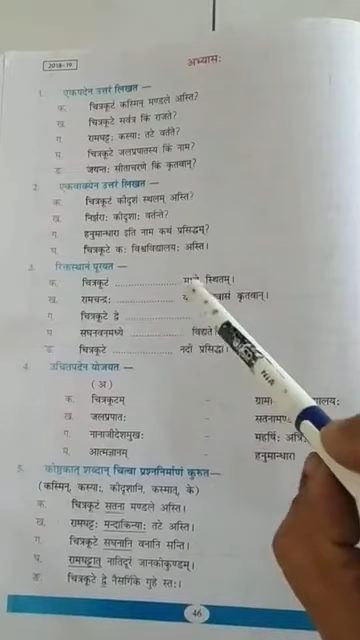 2018-19
अभ्यासः
1. एकपदेन उत्तरं लिखत –
क. चित्रकूटं कस्मिन् मण्डले अस्ति?
ख. चित्रकूटे सर्वत्र किं राजते?
ग. रामघट्टः कस्याः तटे वर्तते?
घ. चित्रकूटे जलप्रपातस्य किं नाम?
ङ. जयन्तः सीताचरणे किं कृतवान्?
2. एकवाक्येन उत्तरं लिखत –
क. चित्रकूटं कीदृशं स्थलम् अस्ति?
ख. निर्झराः कीदृशाः वर्तन्ते?
ग. हनुमान्धारा इति नाम कथं प्रसिद्धम्?
घ. चित्रकूटे कः विश्वविद्यालयः अस्ति।
3. रिक्तस्थानं पूरयत –
क. चित्रकूटं .................... स्थितम्।
ख. रामचन्द्रः .................... कृतवान्।
ग. चित्रकूटे द्वे ....................
घ. सघनवनमध्ये .................... विद्यते
ङ. चित्रकूटे .................... नदी प्रसिद्धा।
4. उचितपदेन योजयत –
(अ)
क. चित्रकूटम् – ग्रामो
ख. जलप्रपातः – सतनामण्ड
ग. नानाजीदेशमुखः – महर्षिः अत्रि
घ. आत्मज्ञानम् – हनुमान्धारा
5. कोष्ठकात् शब्दान् चित्वा प्रश्ननिर्माणं कुरुत –
(कस्मिन्, कस्याः, कीदृशानि, कस्मात्, के)
क. चित्रकूटं सतना मण्डले अस्ति।
ख. रामघट्टः मन्दाकिन्याः तटे अस्ति।
ग. चित्रकूटे सघनानि वनानि सन्ति।
घ. रामघट्टात् नातिदूरं जानकीकुण्डम्।
ङ. चित्रकूटे द्वे नैसर्गिके गुहे स्तः।
46